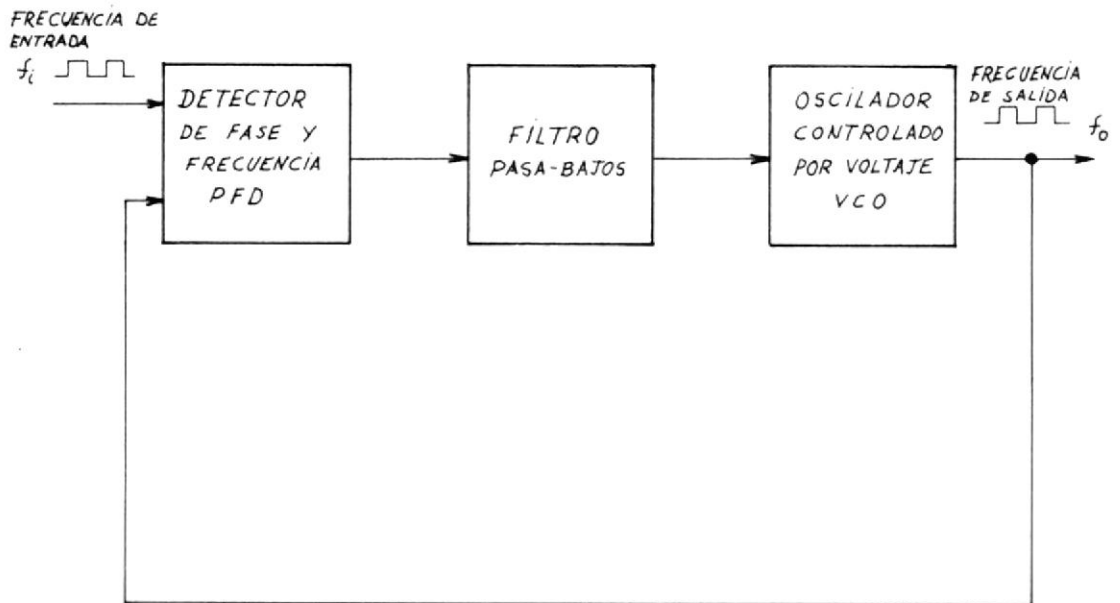 FRECUENCIA DE
ENTRADA
fi
DETECTOR
DE FASE Y
FRECUENCIA
PFD
FILTRO
PASA-BAJOS
OSCILADOR
CONTROLADO
POR VOLTAJE
VCO
FRECUENCIA
DE SALIDA
fo